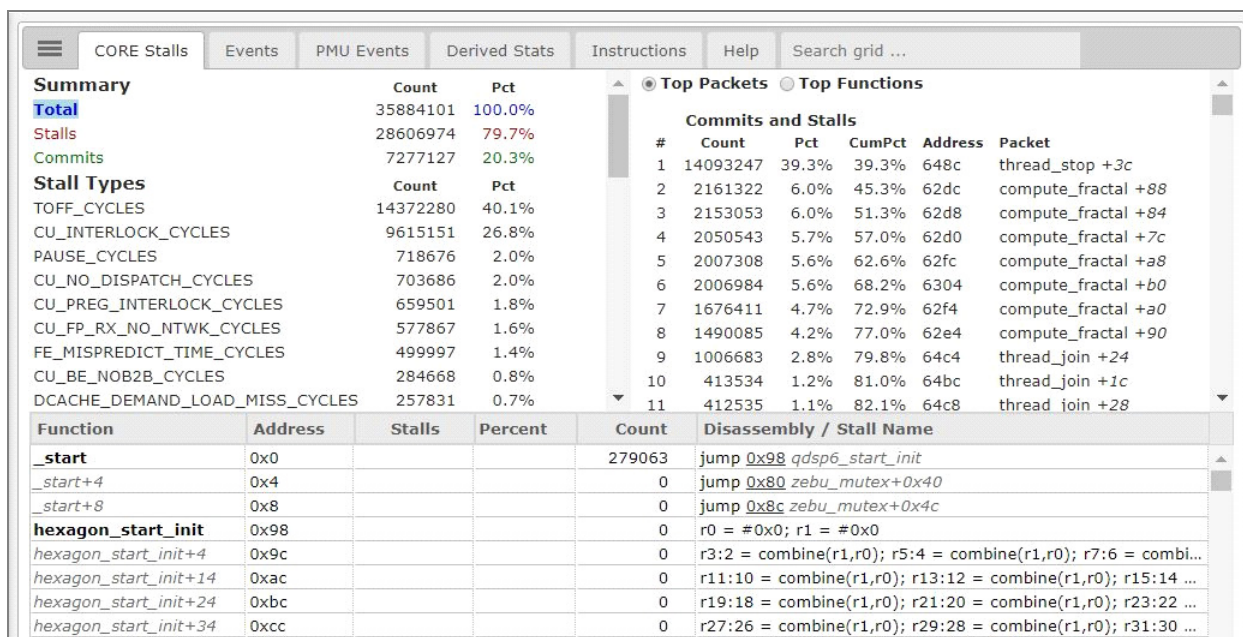 CORE Stalls Events PMU Events Derived Stats Instructions Help Search grid ...
Summary Count Pct
Total 35884101 100.0%
Stalls 28606974 79.7%
Commits 7277127 20.3%
Stall Types Count Pct
TOFF_CYCLES 14372280 40.1%
CU_INTERLOCK_CYCLES 9615151 26.8%
PAUSE_CYCLES 718676 2.0%
CU_NO_DISPATCH_CYCLES 703686 2.0%
CU_PREG_INTERLOCK_CYCLES 659501 1.8%
CU_FP_RX_NO_NTWK_CYCLES 577867 1.6%
FE_MISPREDICT_TIME_CYCLES 499997 1.4%
CU_BE_NOB2B_CYCLES 284668 0.8%
DCACHE_DEMAND_LOAD_MISS_CYCLES 257831 0.7%
Top Packets Top Functions
Commits and Stalls
# Count Pct CumPct Address Packet
1 14093247 39.3% 39.3% 648c thread_stop +3c
2 2161322 6.0% 45.3% 62dc compute_fractal +88
3 2153053 6.0% 51.3% 62d8 compute_fractal +84
4 2050543 5.7% 57.0% 62d0 compute_fractal +7c
5 2007308 5.6% 62.6% 62fc compute_fractal +a8
6 2006984 5.6% 68.2% 6304 compute_fractal +b0
7 1676411 4.7% 72.9% 62f4 compute_fractal +a0
8 1490085 4.2% 77.0% 62e4 compute_fractal +90
9 1006683 2.8% 79.8% 64c4 thread_join +24
10 413534 1.2% 81.0% 64bc thread_join +1c
11 412535 1.1% 82.1% 64c8 thread_join +28
Function Address Stalls Percent Count Disassembly / Stall Name
_start 0x0 279063 jump 0x98 qdsp6_start_init
_start+4 0x4 0 jump 0x80 zebu_mutex+0x40
_start+8 0x8 0 jump 0x8c zebu_mutex+0x4c
hexagon_start_init 0x98 0 r0 = #0x0; r1 = #0x0
hexagon_start_init+4 0x9c 0 r3:2 = combine(r1,r0); r5:4 = combine(r1,r0); r7:6 = combi...
hexagon_start_init+14 0xac 0 r11:10 = combine(r1,r0); r13:12 = combine(r1,r0); r15:14 ...
hexagon_start_init+24 0xbc 0 r19:18 = combine(r1,r0); r21:20 = combine(r1,r0); r23:22 ...
hexagon_start_init+34 0xcc 0 r27:26 = combine(r1,r0); r29:28 = combine(r1,r0); r31:30 ...